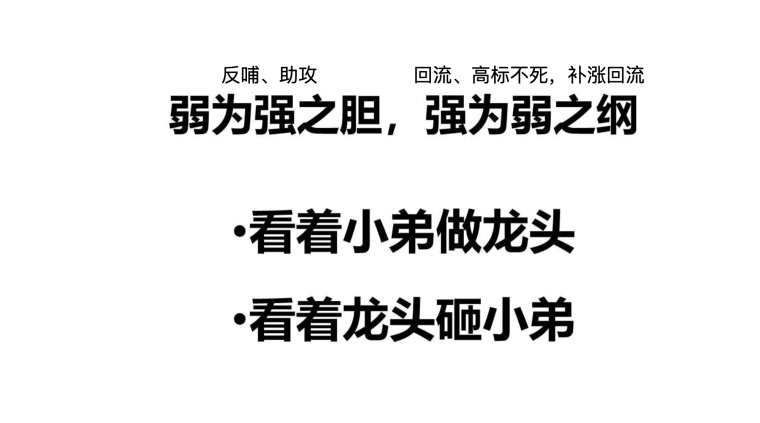 反哺、助攻 回流、高标不死，补涨回流
弱为强之胆，强为弱之纲
•看着小弟做龙头
•看着龙头砸小弟